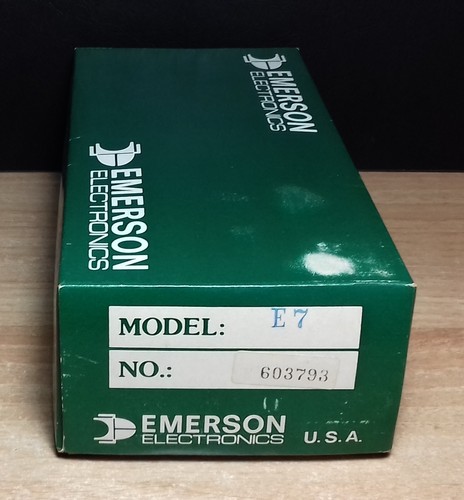 EMERSON
ELECTRONICS
EMERSON
ELECTRONICS
MODEL: E7
NO.: 603793
EMERSON
ELECTRONICS U.S.A.